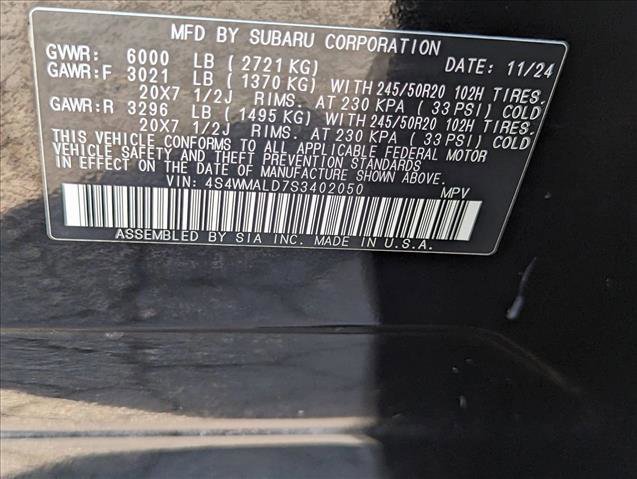 MFD BY SUBARU CORPORATION
GVWR: 6000 LB ( 2721 KG) DATE: 11/24
GAWR:F 3021 LB ( 1370 KG) WITH 245/50R20 102H TIRES.
20X7 1/2J RIMS. AT 230 KPA ( 33 PSI) COLD
GAWR:R 3296 LB ( 1495 KG) WITH 245/50R20 102H TIRES.
20X7 1/2J RIMS. AT 230 KPA ( 33 PSI) COLD
THIS VEHICLE CONFORMS TO ALL APPLICABLE FEDERAL MOTOR
VEHICLE SAFETY AND THEFT PREVENTION STANDARDS
IN EFFECT ON THE DATE OF MANUFACTURE SHOWN ABOVE.
VIN: 4S4WMALD7S3402050 MPV
ASSEMBLED BY SIA INC. MADE IN U.S.A.